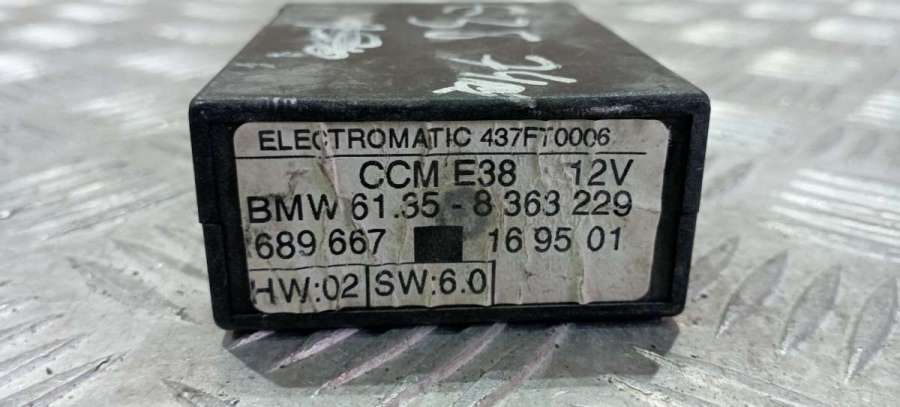 ELECTROMATIC 437FT0006
CCM E38 12V
BMW 61.35 - 8 363 229
689 667 16 95 01
HW:02 SW:6.0